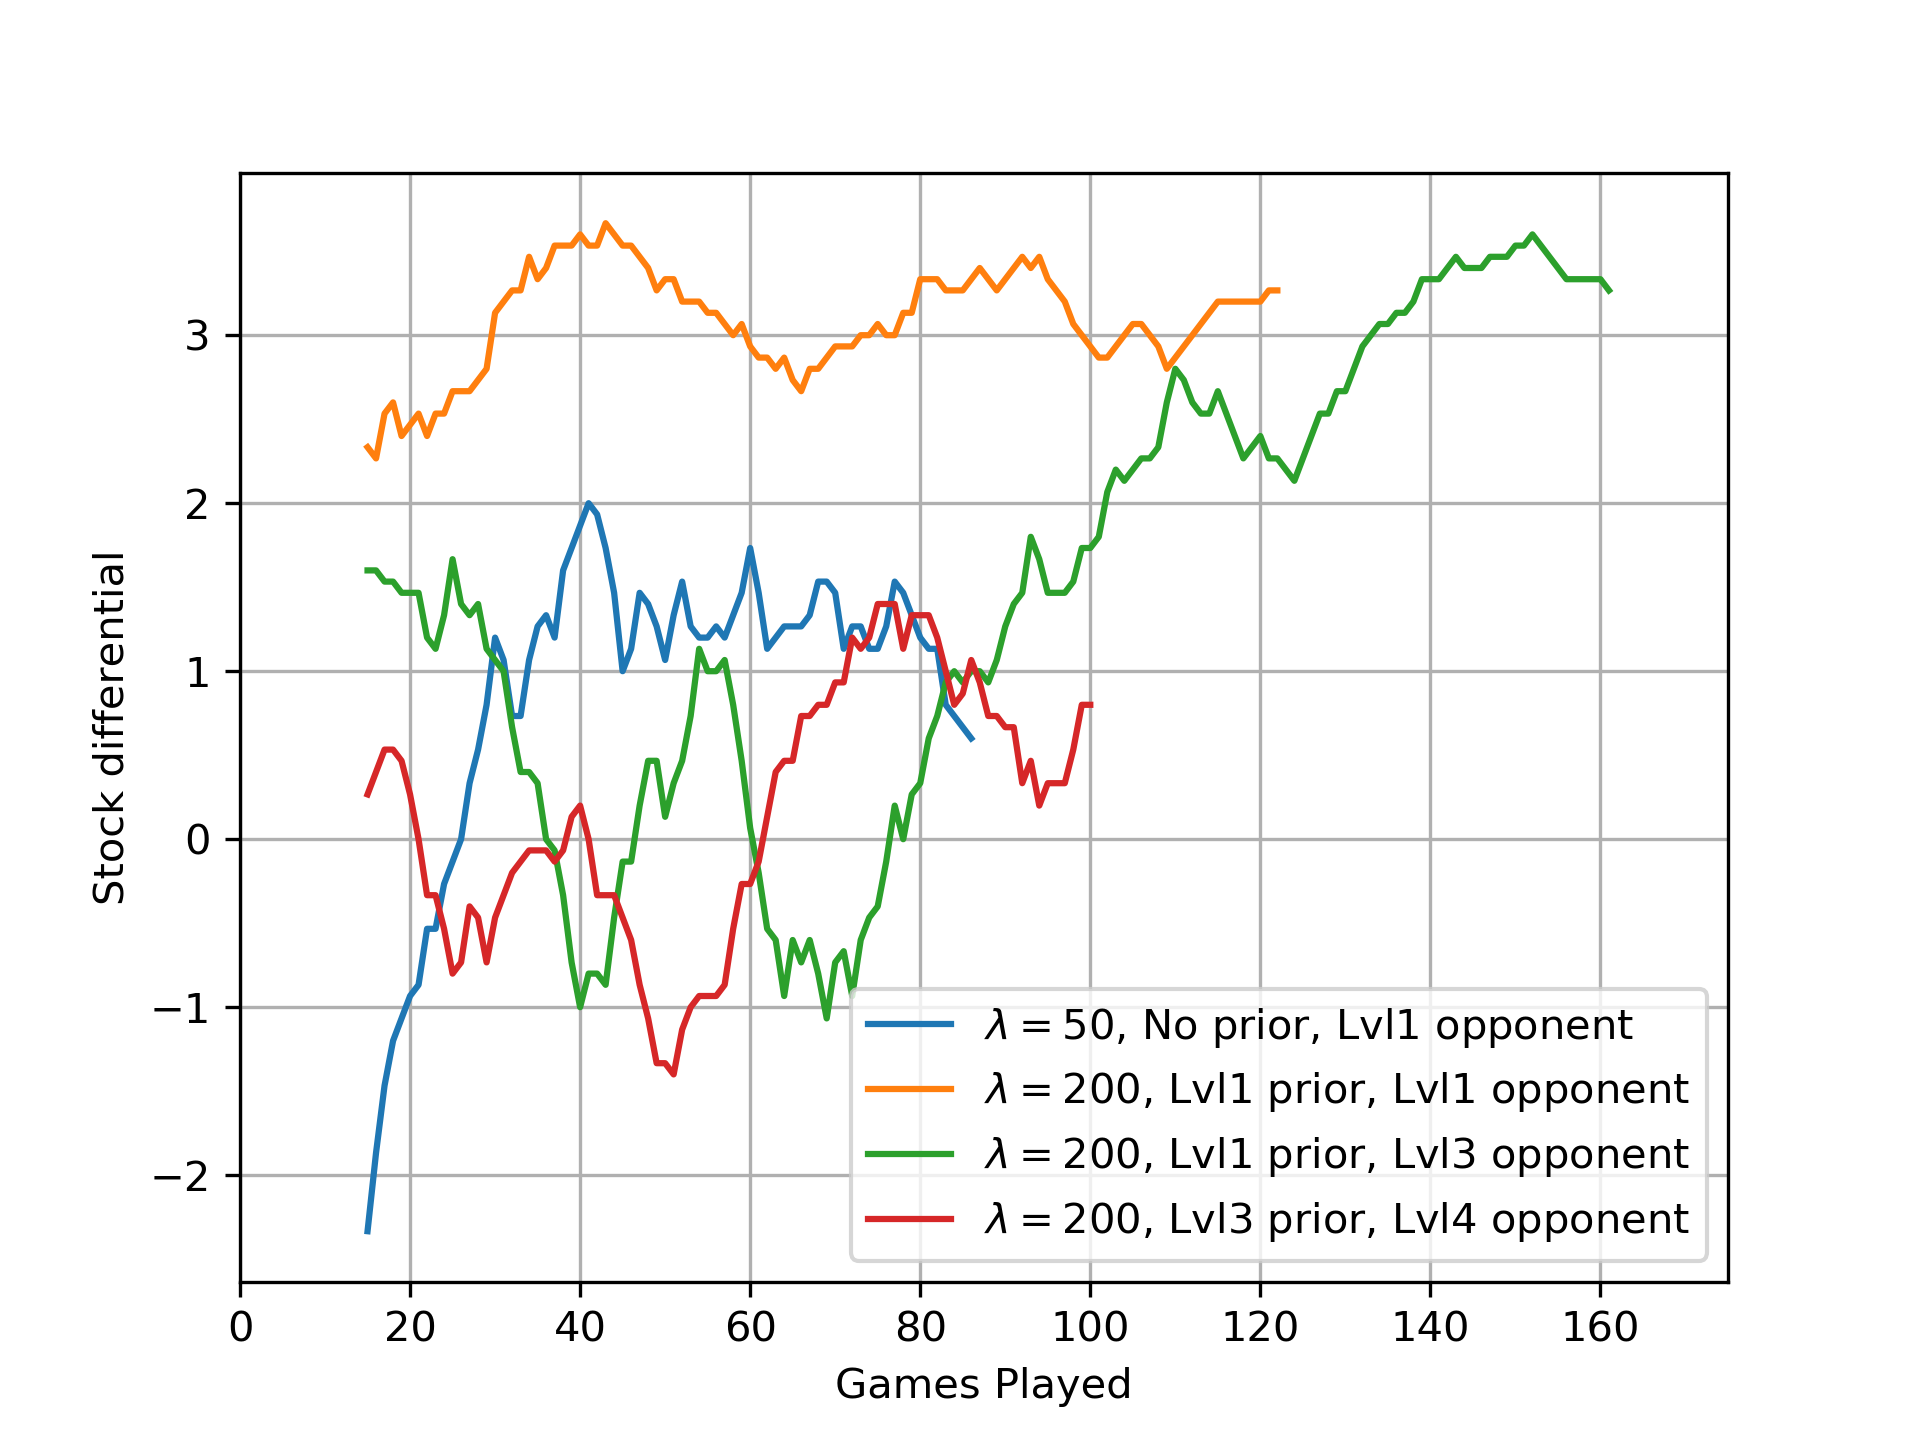 Stock differential
3
2
1
0
−1
−2
λ = 50, No prior, Lvl1 opponent
λ = 200, Lvl1 prior, Lvl1 opponent
λ = 200, Lvl1 prior, Lvl3 opponent
λ = 200, Lvl3 prior, Lvl4 opponent
0 20 40 60 80 100 120 140 160
Games Played